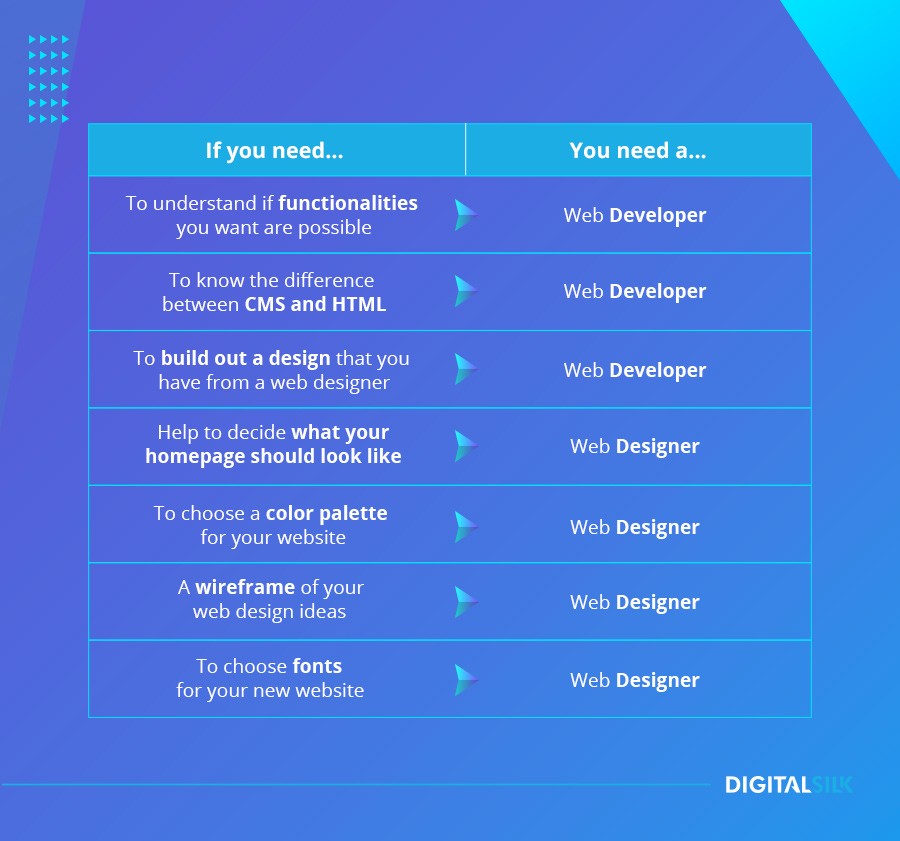 If you need...
You need a...
To understand if functionalities
you want are possible
Web Developer
To know the difference
between CMS and HTML
Web Developer
To build out a design that you
have from a web designer
Web Developer
Help to decide what your
homepage should look like
Web Designer
To choose a color palette
for your website
Web Designer
A wireframe of your
web design ideas
Web Designer
To choose fonts
for your new website
Web Designer
DIGITALSILK